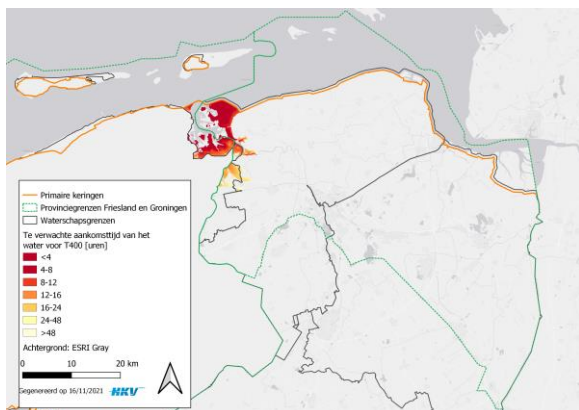 Primaire keringen
Provinciegrenzen Friesland en Groningen
Waterschapsgrenzen
Te verwachte aankomsttijd van het
water voor T400 [uren]
<4
4-8
8-12
12-16
16-24
24-48
>48
Achtergrond: ESRI Gray
0 10 20 km
Gegenereerd op 16/11/2021 HKV